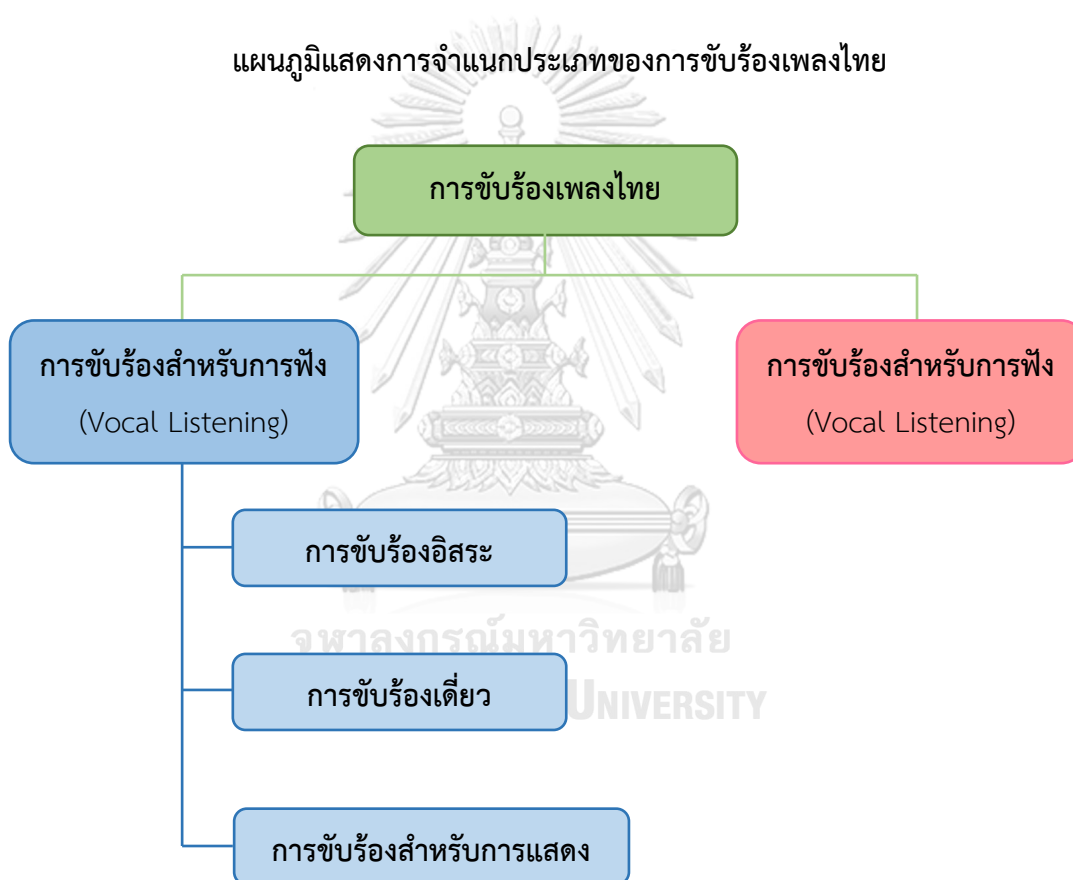 แผนภูมิแสดงการจำแนกประเภทของการขับร้องเพลงไทย
การขับร้องเพลงไทย
การขับร้องสำหรับการฟัง
(Vocal Listening)
การขับร้องสำหรับการฟัง
(Vocal Listening)
การขับร้องอิสระ
จุฬาลงกรณ์มหาวิทยาลัย
การขับร้องเดี่ยว
UNIVERSITY
การขับร้องสำหรับการแสดง